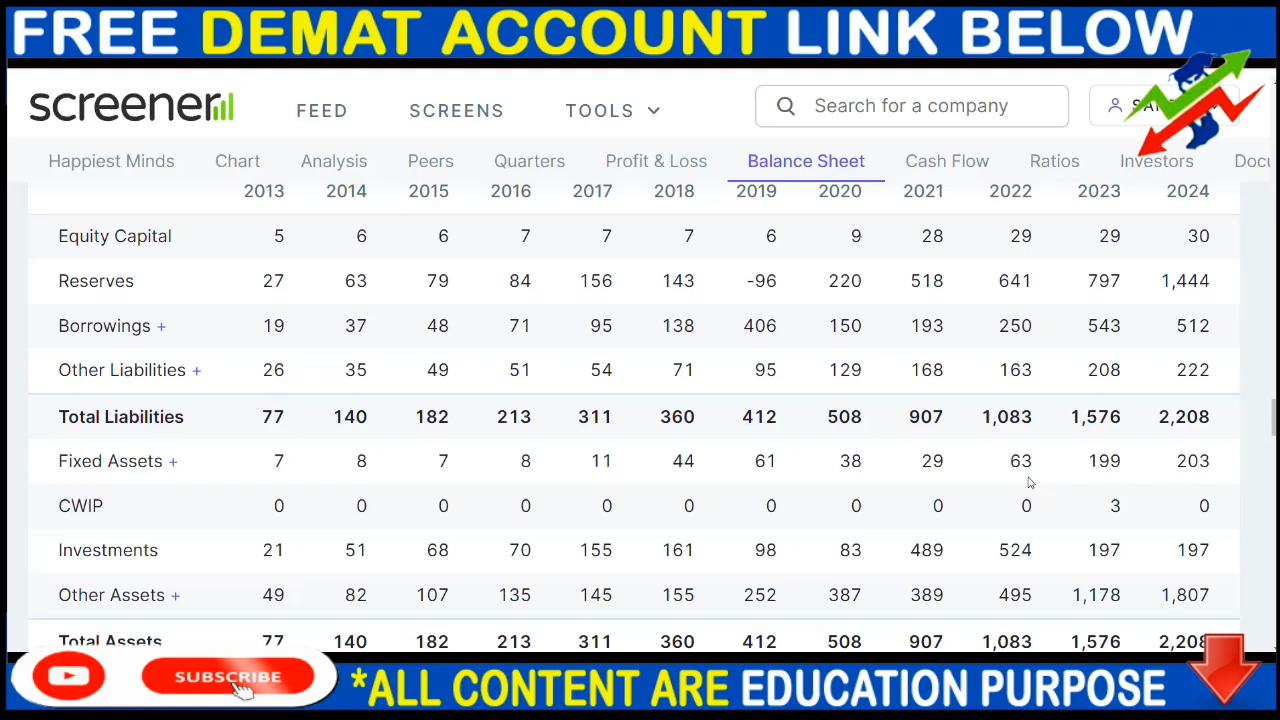 FREE DEMAT ACCOUNT LINK BELOW
screener FEED SCREENS TOOLS Search for a company
Happiest Minds Chart Analysis Peers Quarters Profit & Loss Balance Sheet Cash Flow Ratios Investors Docu
2013 2014 2015 2016 2017 2018 2019 2020 2021 2022 2023 2024
Equity Capital 5 6 6 7 7 7 6 9 28 29 29 30
Reserves 27 63 79 84 156 143 -96 220 518 641 797 1,444
Borrowings + 19 37 48 71 95 138 406 150 193 250 543 512
Other Liabilities + 26 35 49 51 54 71 95 129 168 163 208 222
Total Liabilities 77 140 182 213 311 360 412 508 907 1,083 1,576 2,208
Fixed Assets + 7 8 7 8 11 44 61 38 29 63 199 203
CWIP 0 0 0 0 0 0 0 0 0 0 3 0
Investments 21 51 68 70 155 161 98 83 489 524 197 197
Other Assets + 49 82 107 135 145 155 252 387 389 495 1,178 1,807
Total Assets 77 140 182 213 311 360 412 508 907 1,083 1,576 2,208
SUBSCRIBE
*ALL CONTENT ARE EDUCATION PURPOSE